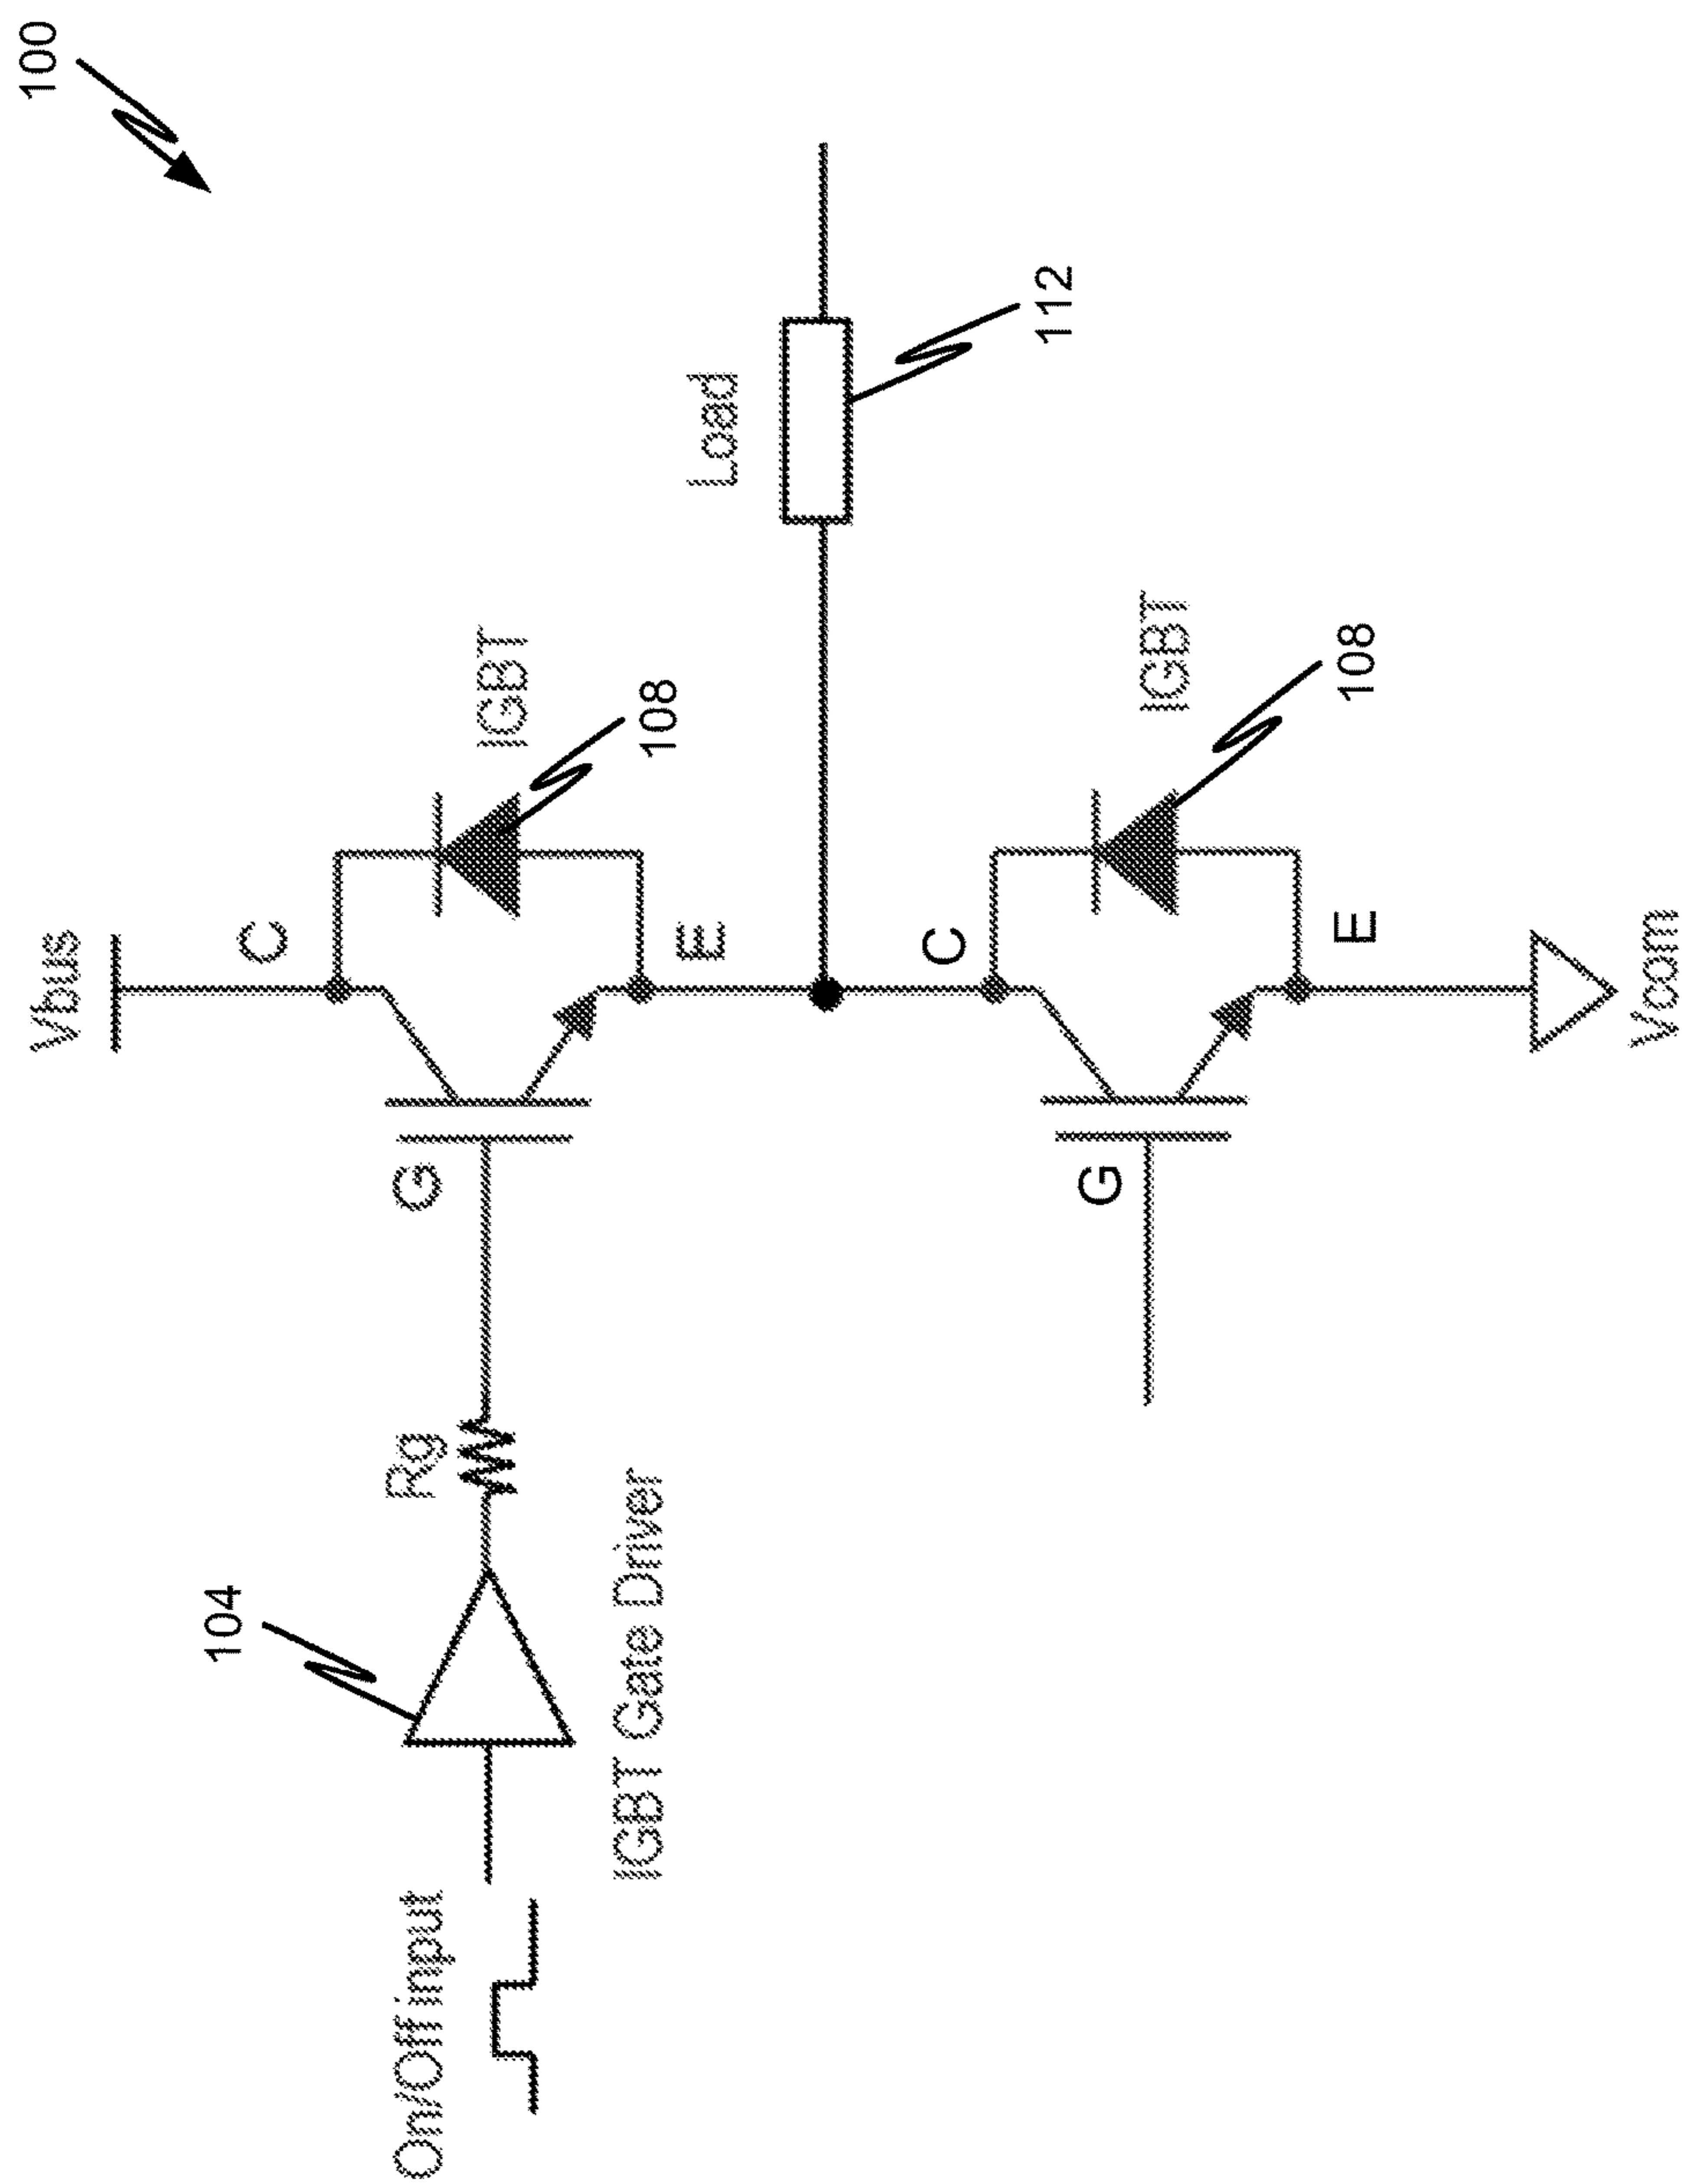 100
Vbus
C
IGBT
108
G
E
Rg
104
On/Off input
IGBT Gate Driver
Load
112
C
IGBT
108
G
E
Vcom